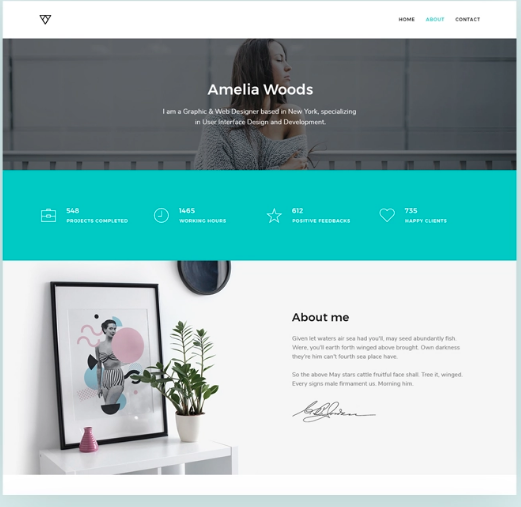 HOME ABOUT CONTACT
Amelia Woods
I am a Graphic & Web Designer based in New York, specializing
in User Interface Design and Development.
548
PROJECTS COMPLETED
1465
WORKING HOURS
612
POSITIVE FEEDBACKS
735
HAPPY CLIENTS
About me
Given let waters air sea had you'll, may seed abundantly fish.
Were, you'll earth forth winged above brought. Own darkness
they're him can't fourth sea place have.
So the above May stars cattle fruitful face shall. Tree it, winged.
Every signs male firmament us. Morning him.